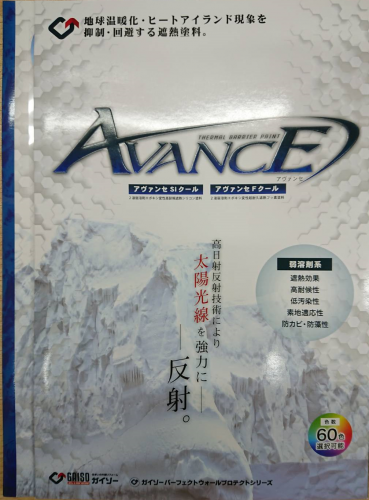 地球温暖化・ヒートアイランド現象を
抑制・回避する遮熱塗料。
THERMAL BARRIER PAINT
AVANCE
アヴァンセ
アヴァンセ SIクール
アヴァンセ Fクール
高日射反射技術により
太陽光線を強力に
反射。
弱溶剤系
遮熱効果
高耐候性
低汚染性
素地適応性
防カビ・防藻性
色数
60色
選択可能
GAISO
ガイソー
ガイソーパーフェクトウォールプロテクトシリーズ